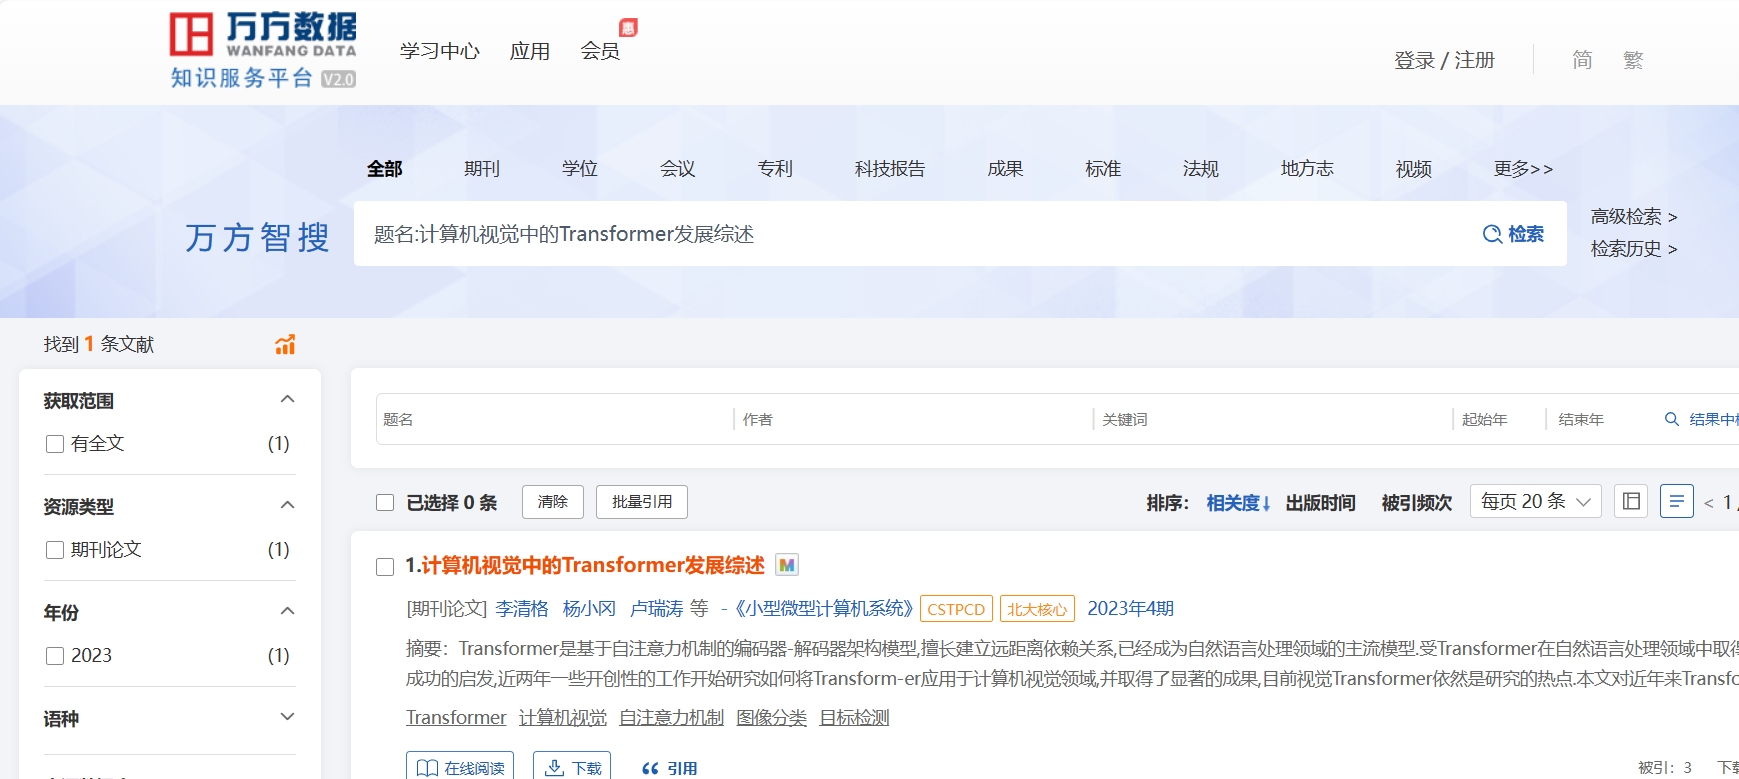 万方数据
WANFANG DATA
知识服务平台 V2.0
学习中心 应用 会员 惠
登录 / 注册 简 繁
全部 期刊 学位 会议 专利 科技报告 成果 标准 法规 地方志 视频 更多>>
万方智搜
题名:计算机视觉中的Transformer发展综述
检索
高级检索 >
检索历史 >
找到 1 条文献
获取范围
有全文 (1)
资源类型
期刊论文 (1)
年份
2023 (1)
语种
题名 作者 关键词 起始年 结束年 结果中
已选择 0 条 清除 批量引用 排序： 相关度↓ 出版时间 被引频次 每页 20 条 < 1 /
1.计算机视觉中的Transformer发展综述 M
[期刊论文] 李清格 杨小冈 卢瑞涛 等 -《小型微型计算机系统》 CSTPCD 北大核心 2023年4期
摘要：Transformer是基于自注意力机制的编码器-解码器架构模型,擅长建立远距离依赖关系,已经成为自然语言处理领域的主流模型.受Transformer在自然语言处理领域中取得
成功的启发,近两年一些开创性的工作开始研究如何将Transform-er应用于计算机视觉领域,并取得了显著的成果,目前视觉Transformer依然是研究的热点.本文对近年来Transfo
Transformer 计算机视觉 自注意力机制 图像分类 目标检测
在线阅读 下载 引用 被引：3 下